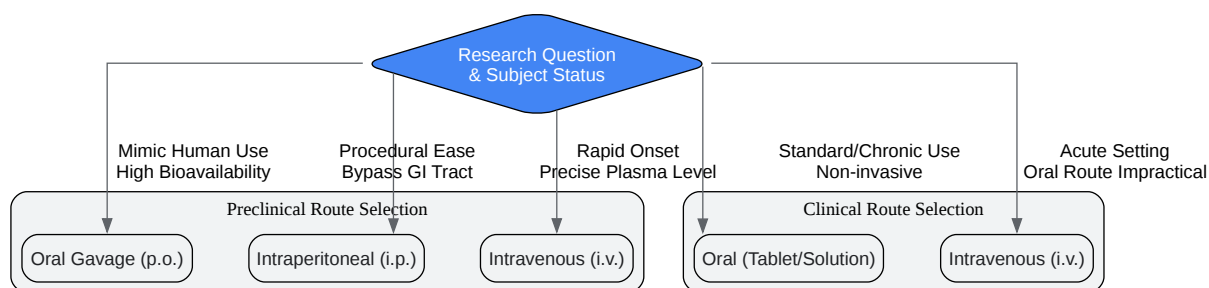 Research Question
& Subject Status
Mimic Human Use
High Bioavailability
Procedural Ease
Bypass GI Tract
Rapid Onset
Precise Plasma Level
Standard/Chronic Use
Non-invasive
Acute Setting
Oral Route Impractical
Preclinical Route Selection
Clinical Route Selection
Oral Gavage (p.o.)
Intraperitoneal (i.p.)
Intravenous (i.v.)
Oral (Tablet/Solution)
Intravenous (i.v.)